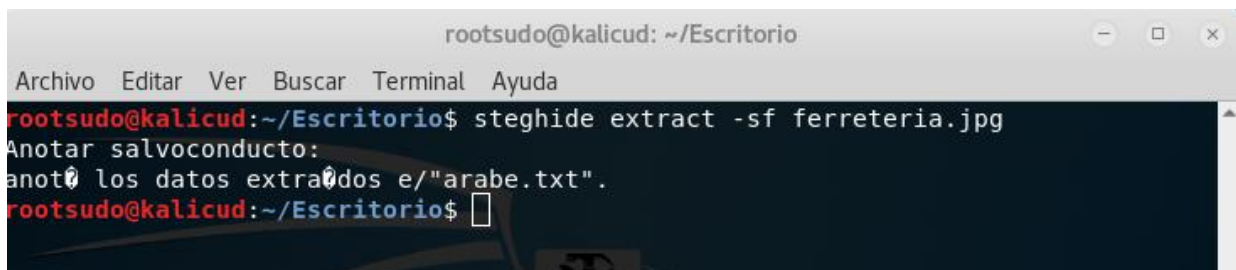 rootsudo@kalicud: ~/Escritorio
Archivo Editar Ver Buscar Terminal Ayuda
rootsudo@kalicud:~/Escritorio$ steghide extract -sf ferreteria.jpg
Anotar salvoconducto:
anot� los datos extra�dos e/"arabe.txt".
rootsudo@kalicud:~/Escritorio$